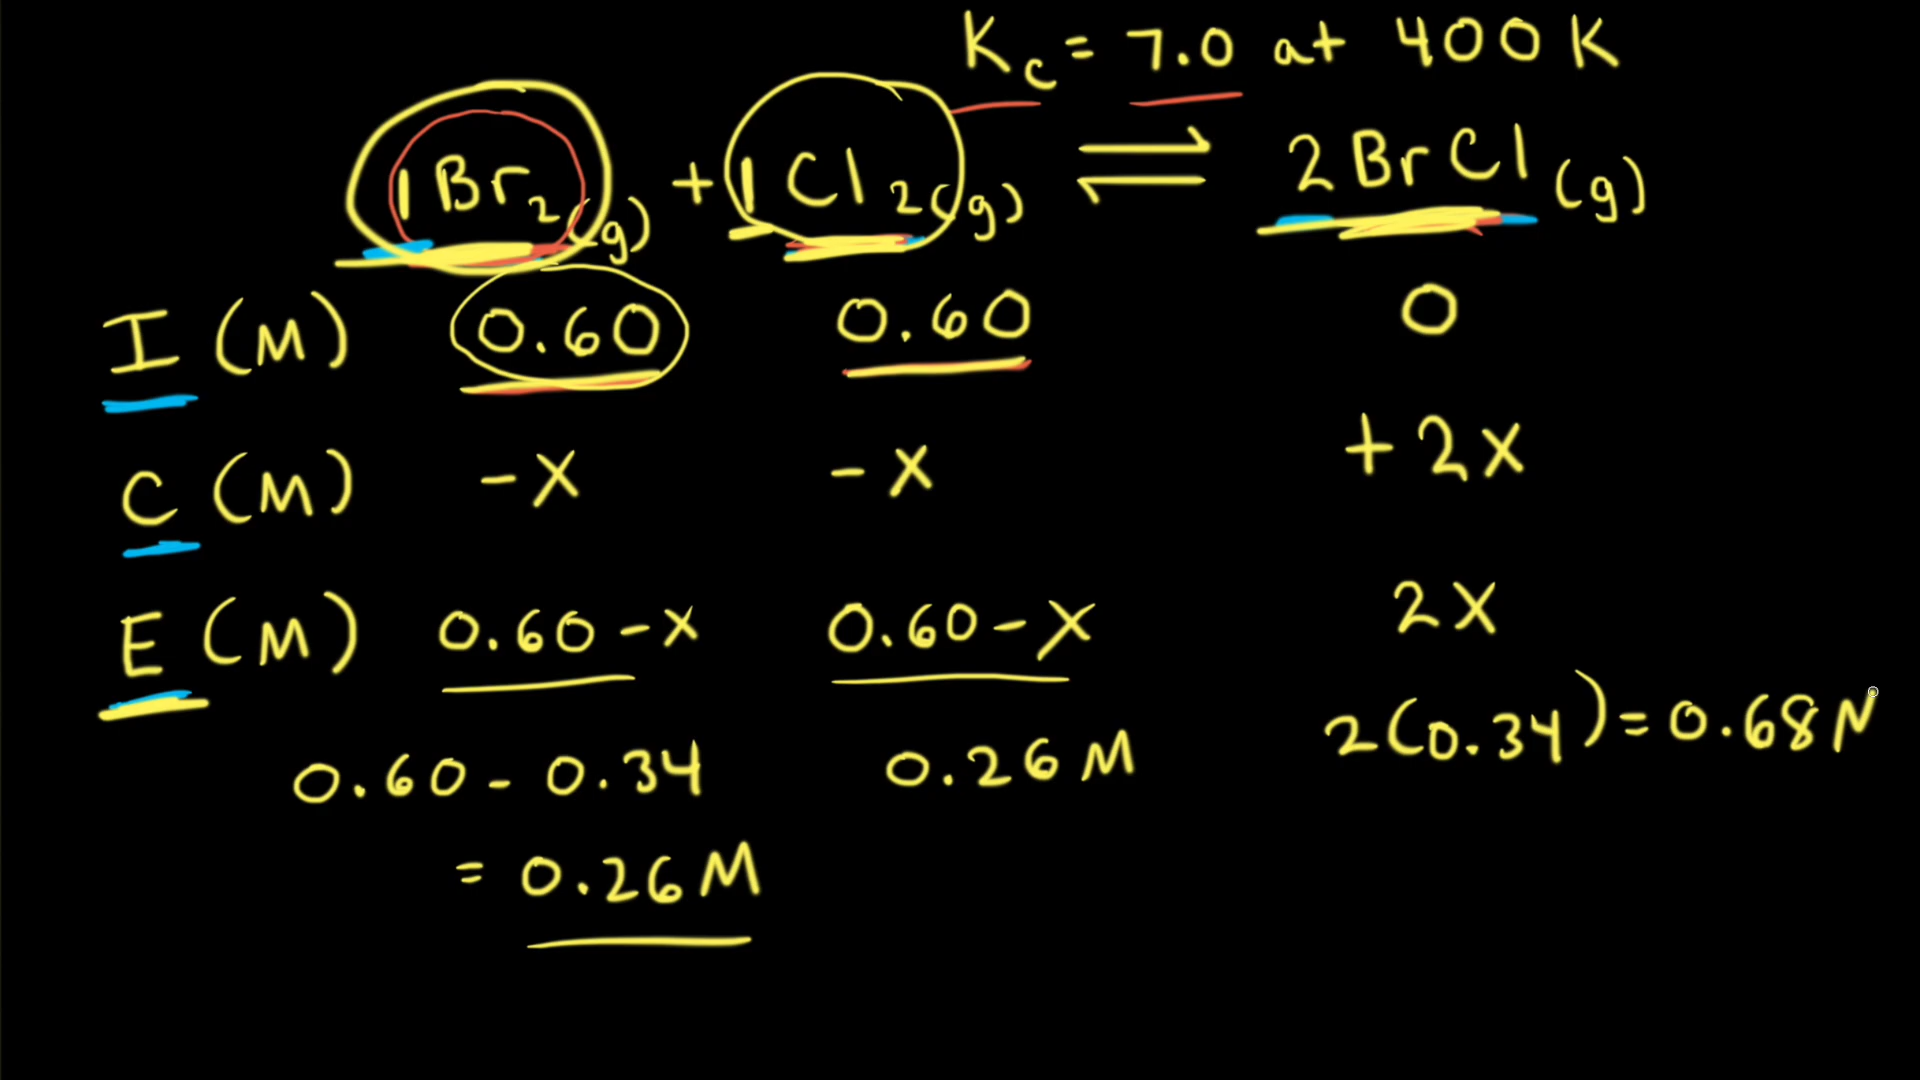 Kc = 7.0 at 400 K
1 Br2(g) + 1 Cl2(g) ⇌ 2 BrCl(g)
I (M) 0.60 0.60 0
C (M) -x -x +2x
E (M) 0.60-x 0.60-x 2x
0.60-0.34 0.26 M 2(0.34)=0.68
= 0.26 M